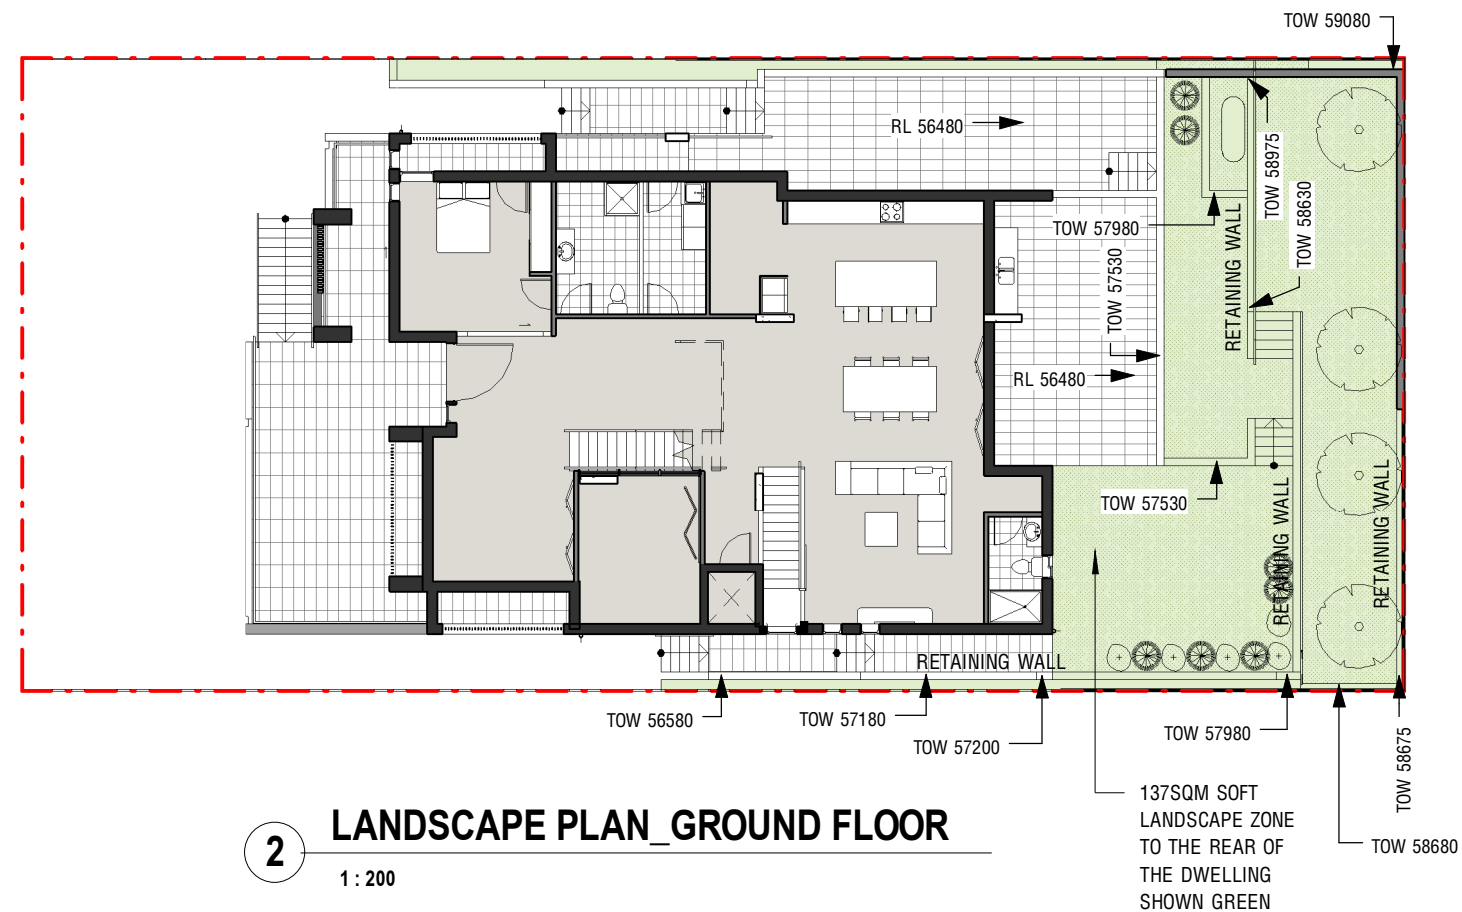 TOW 59080
RL 56480
TOW 58975
TOW 58630
TOW 57980
RETAINING WALL
TOW 57530
RL 56480
TOW 57530
RETAINING WALL
RETAINING WALL
RETAINING WALL
TOW 56580
TOW 57180
TOW 57200
TOW 57980
TOW 58675
TOW 58680
137SQM SOFT
LANDSCAPE ZONE
TO THE REAR OF
THE DWELLING
SHOWN GREEN
2
LANDSCAPE PLAN_GROUND FLOOR
1 : 200